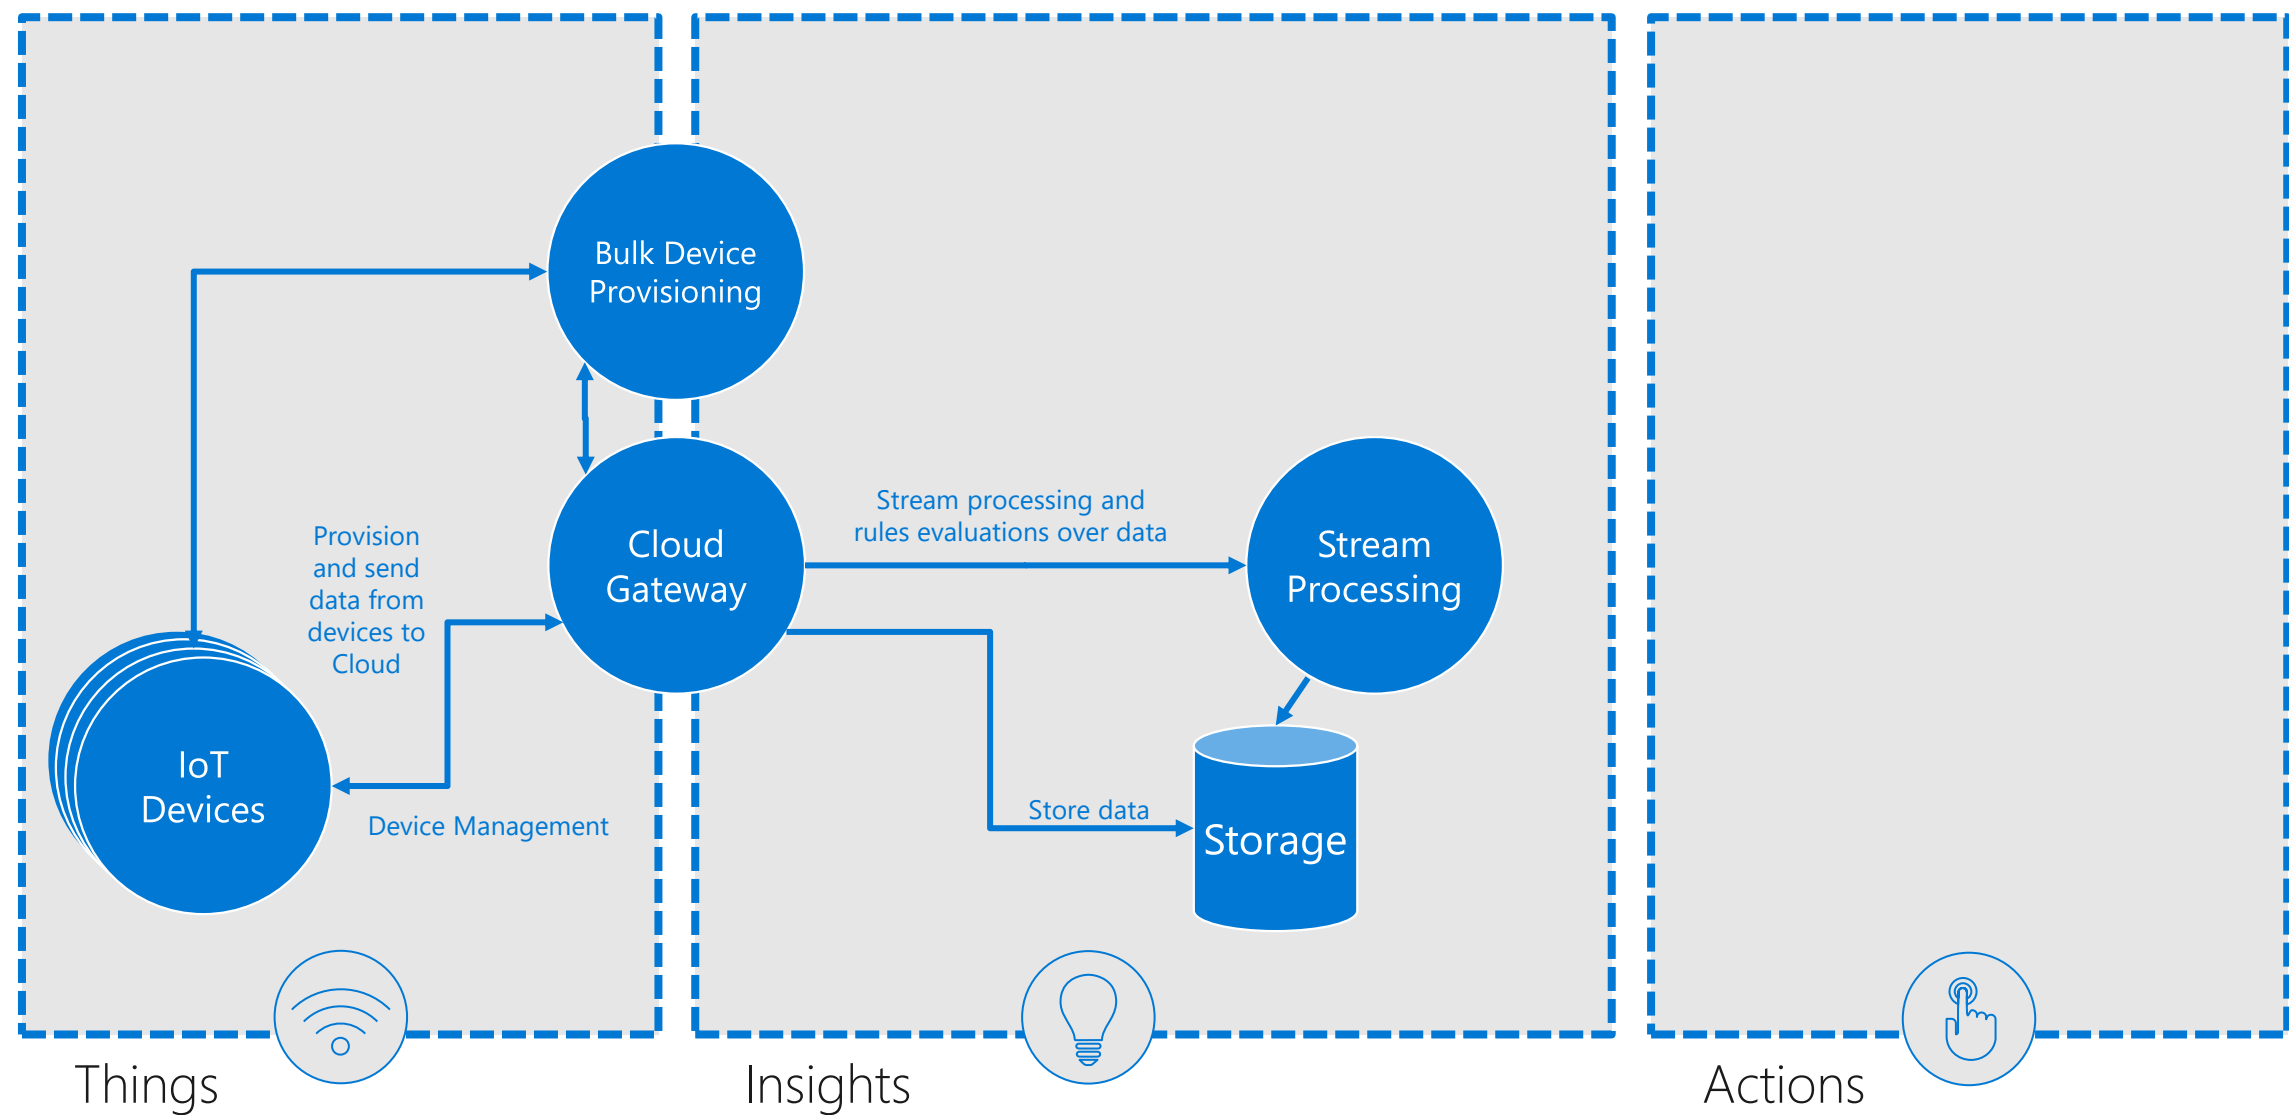 Bulk Device
Provisioning
Provision
and send
data from
devices to
Cloud
Cloud
Gateway
Stream processing and
rules evaluations over data
Stream
Processing
IoT
Devices
Device Management
Store data
Storage
Things
Insights
Actions